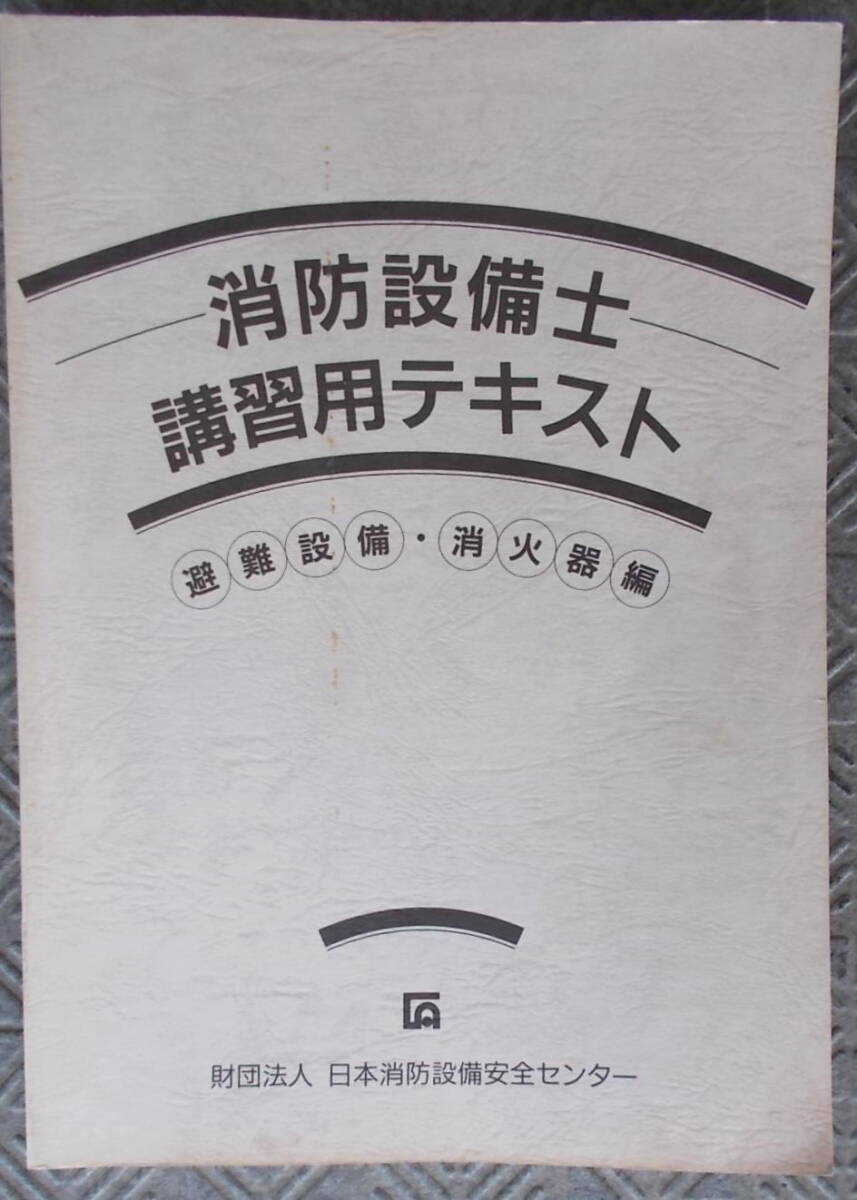 消防設備士
講習用テキスト
避難設備・消火器編
財団法人 日本消防設備安全センター